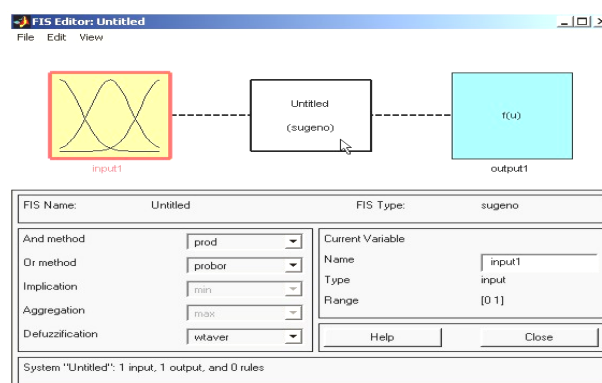 FIS Editor: Untitled
File Edit View
Untitled
(sugeno)
f(u)
input1
output1
FIS Name: Untitled FIS Type: sugeno
And method prod
Or method probor
Implication min
Aggregation max
Defuzzification wtaver
Current Variable
Name input1
Type input
Range [0 1]
Help Close
System "Untitled": 1 input, 1 output, and 0 rules